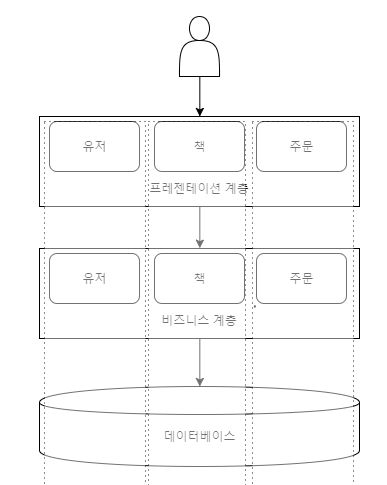 유저
책
주문
프레젠테이션 계층
유저
책
주문
비즈니스 계층
데이터베이스